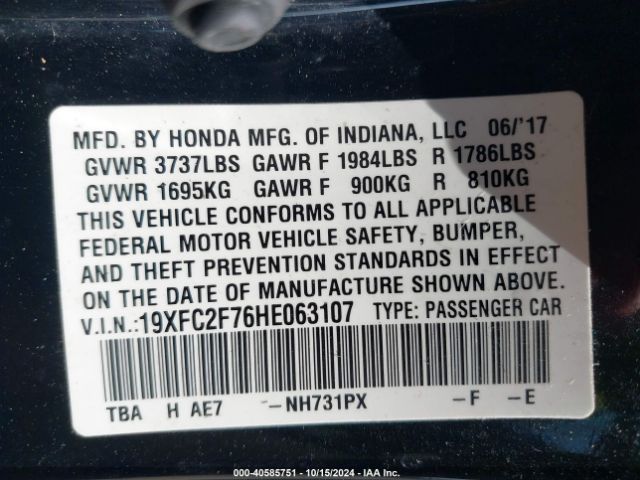 MFD. BY HONDA MFG. OF INDIANA, LLC 06/'17
GVWR 3737LBS GAWR F 1984LBS R 1786LBS
GVWR 1695KG GAWR F 900KG R 810KG
THIS VEHICLE CONFORMS TO ALL APPLICABLE
FEDERAL MOTOR VEHICLE SAFETY, BUMPER,
AND THEFT PREVENTION STANDARDS IN EFFECT
ON THE DATE OF MANUFACTURE SHOWN ABOVE.
V.I.N.:19XFC2F76HE063107 TYPE: PASSENGER CAR
TBA H AE7 -NH731PX -F -E
000-40585751 - 10/15/2024 - IAA Inc.